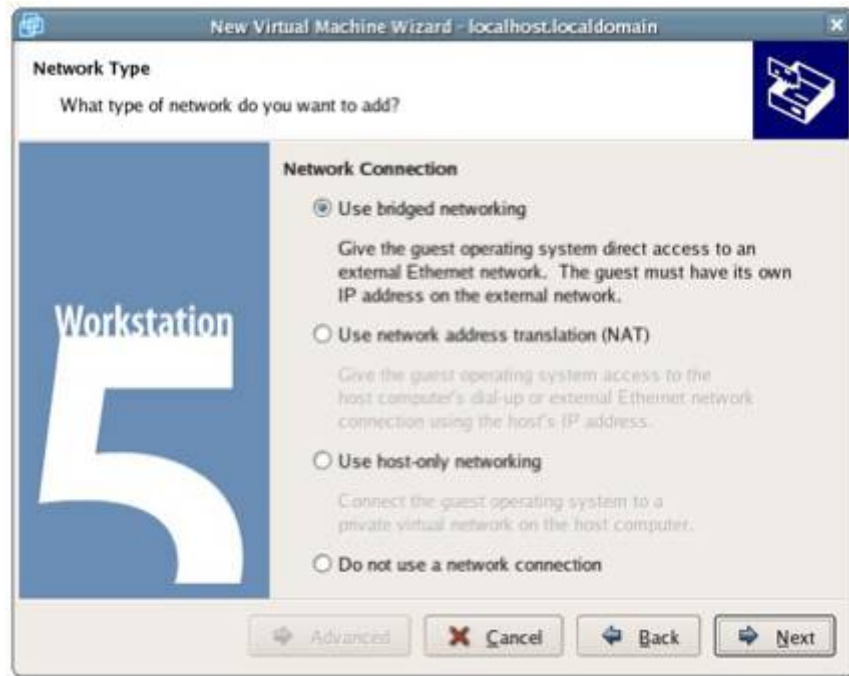 New Virtual Machine Wizard - localhost.localdomain
Network Type
What type of network do you want to add?
Network Connection
Use bridged networking
Give the guest operating system direct access to an
external Ethernet network. The guest must have its own
IP address on the external network.
Use network address translation (NAT)
Give the guest operating system access to the
host computer's dial-up or external Ethernet network
connection using the host's IP address.
Use host-only networking
Connect the guest operating system to a
private virtual network on the host computer.
Do not use a network connection
Workstation
5
Advanced
Cancel
Back
Next